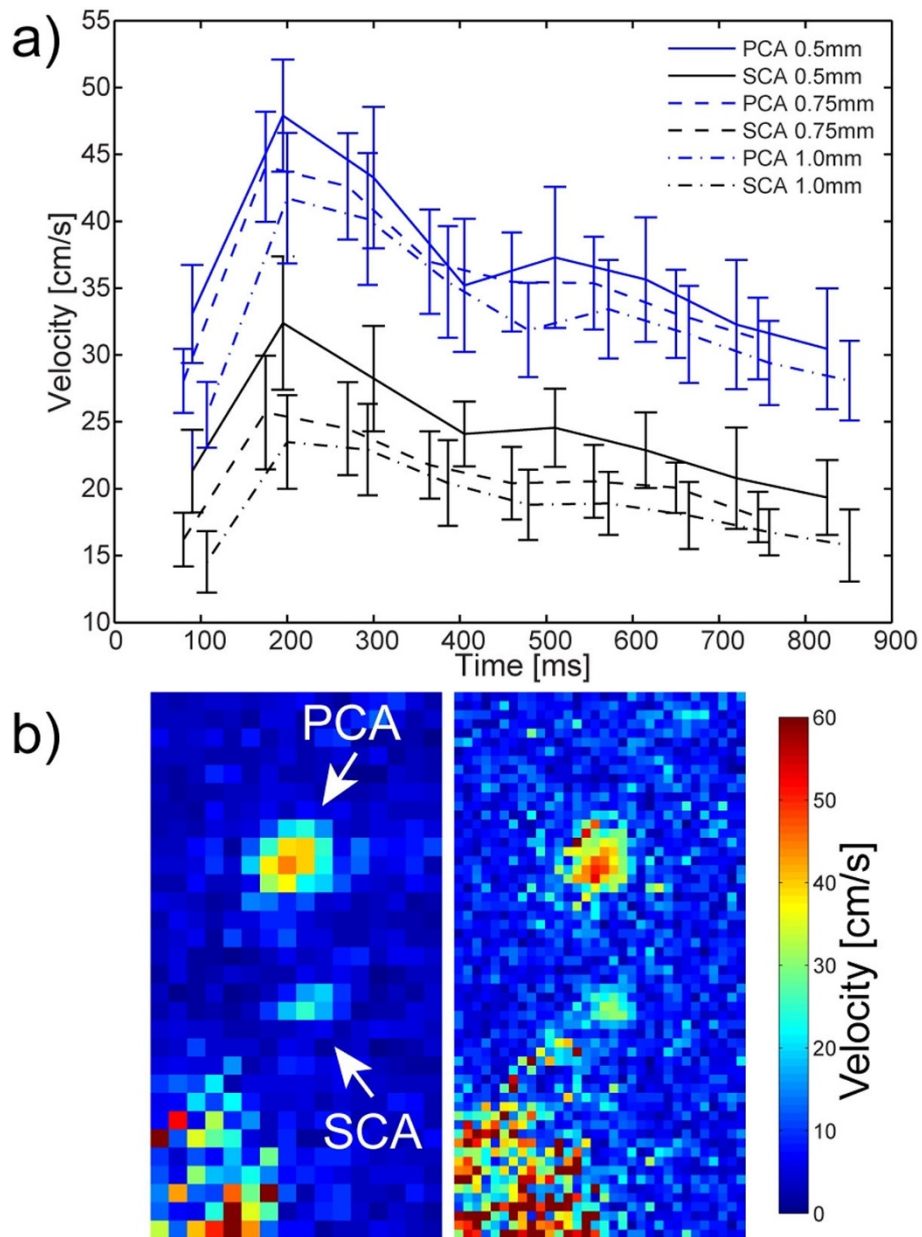 a)
Velocity [cm/s]
55
50
45
40
35
30
25
20
15
10
PCA 0.5mm
SCA 0.5mm
PCA 0.75mm
SCA 0.75mm
PCA 1.0mm
SCA 1.0mm
0 100 200 300 400 500 600 700 800 900
Time [ms]
b)
PCA
SCA
60
50
40
30
20
10
0
Velocity [cm/s]